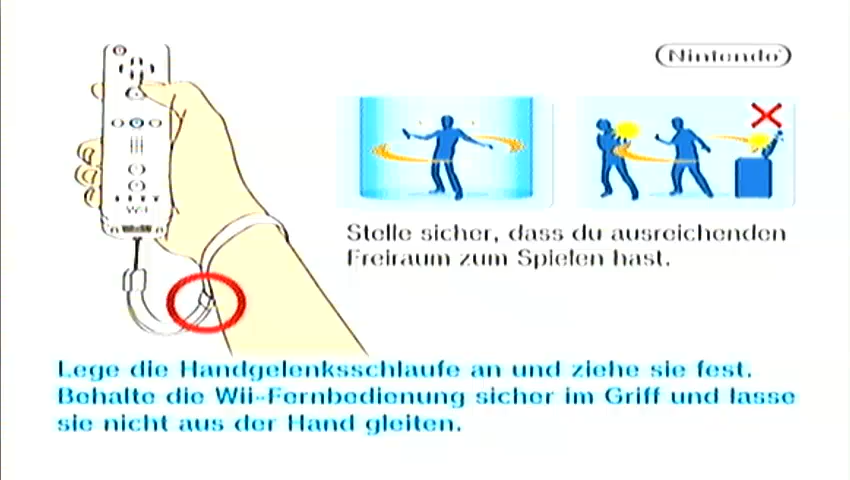 Nintendo
Wii
Stelle sicher, dass du ausreichenden
Freiraum zum Spielen hast.
Lege die Handgelenksschlaufe an und ziehe sie fest.
Behalte die Wii-Fernbedienung sicher im Griff und lasse
sie nicht aus der Hand gleiten.